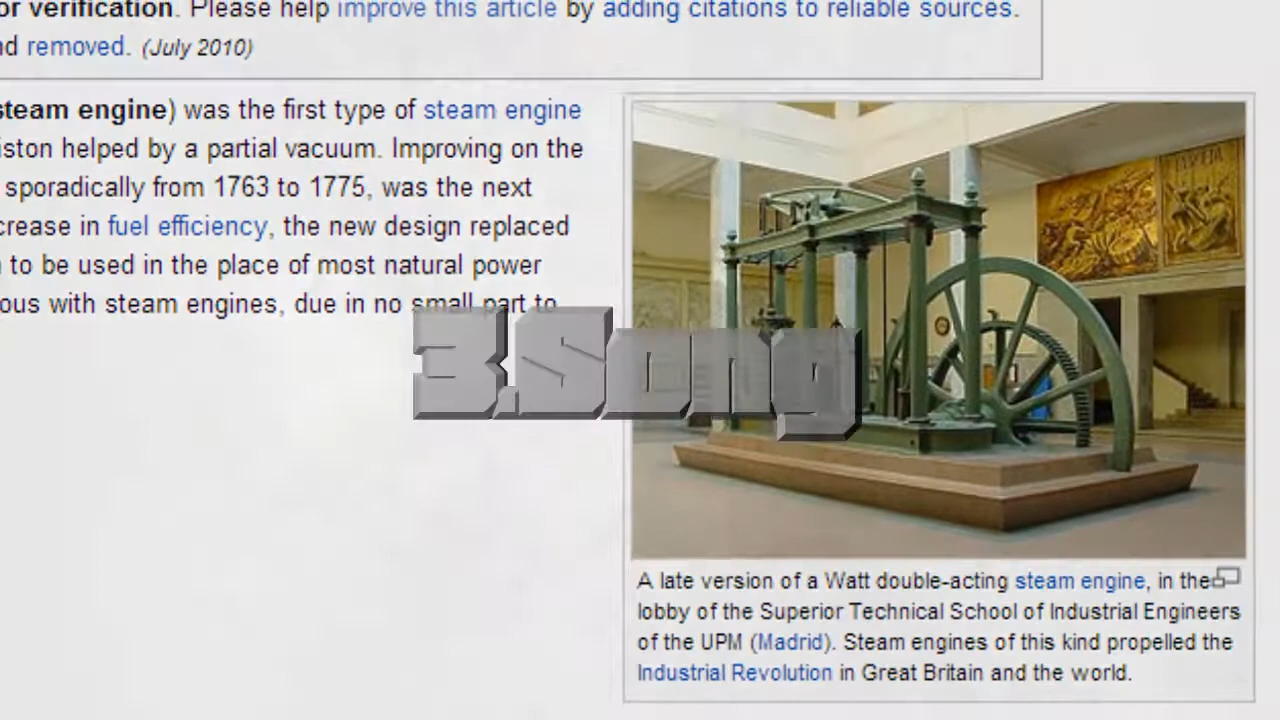 or verification. Please help improve this article by adding citations to reliable sources.
nd removed. (July 2010)
steam engine) was the first type of steam engine
iston helped by a partial vacuum. Improving on the
sporadically from 1763 to 1775, was the next
crease in fuel efficiency, the new design replaced
to be used in the place of most natural power
ous with steam engines, due in no small part to
3.Song
A late version of a Watt double-acting steam engine, in the
lobby of the Superior Technical School of Industrial Engineers
of the UPM (Madrid). Steam engines of this kind propelled the
Industrial Revolution in Great Britain and the world.